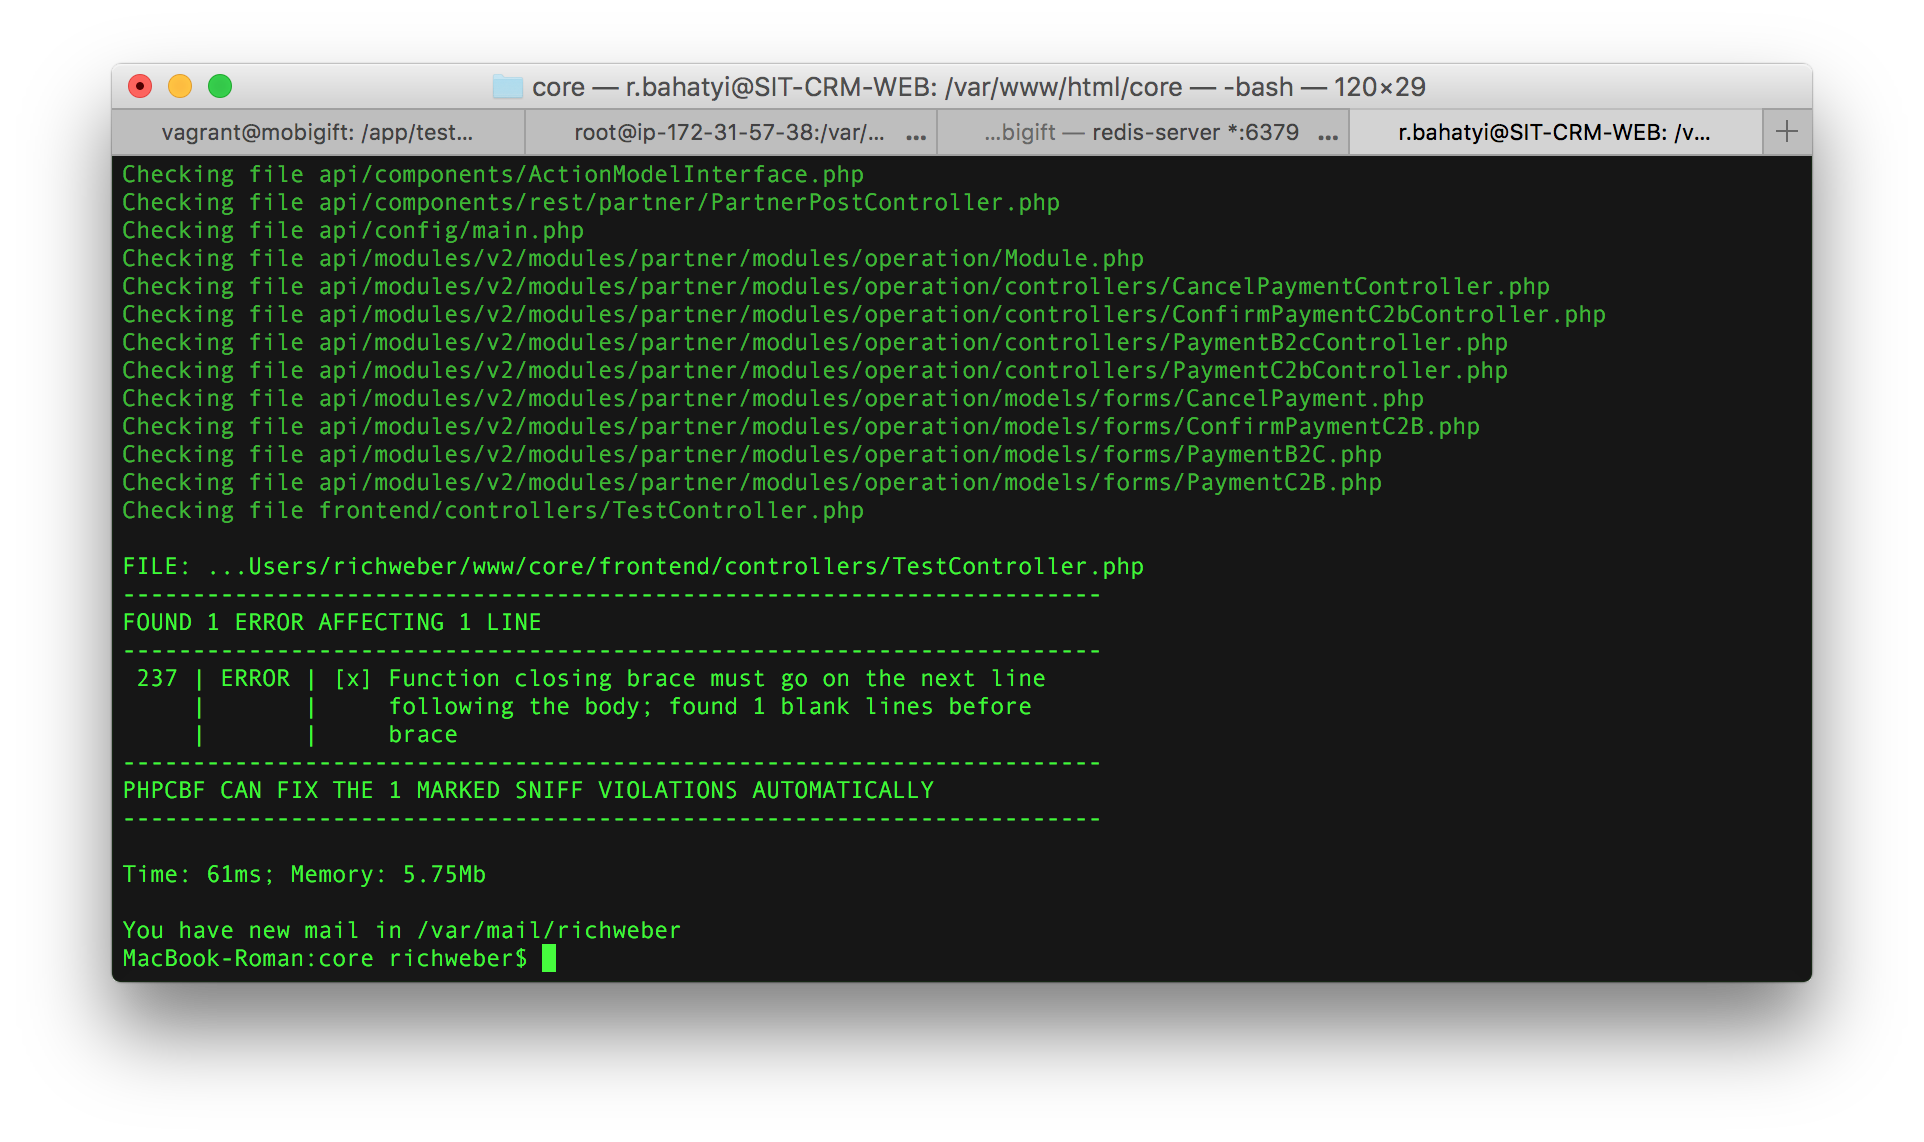 core — r.bahatyi@SIT-CRM-WEB: /var/www/html/core — -bash — 120×29
vagrant@mobigift: /app/test...
root@ip-172-31-57-38:/var/... ...
...bigift — redis-server *:6379 ...
r.bahatyi@SIT-CRM-WEB: /v...
+
Checking file api/components/ActionModelInterface.php
Checking file api/components/rest/partner/PartnerPostController.php
Checking file api/config/main.php
Checking file api/modules/v2/modules/partner/modules/operation/Module.php
Checking file api/modules/v2/modules/partner/modules/operation/controllers/CancelPaymentController.php
Checking file api/modules/v2/modules/partner/modules/operation/controllers/ConfirmPaymentC2bController.php
Checking file api/modules/v2/modules/partner/modules/operation/controllers/PaymentB2cController.php
Checking file api/modules/v2/modules/partner/modules/operation/controllers/PaymentC2bController.php
Checking file api/modules/v2/modules/partner/modules/operation/models/forms/CancelPayment.php
Checking file api/modules/v2/modules/partner/modules/operation/models/forms/ConfirmPaymentC2B.php
Checking file api/modules/v2/modules/partner/modules/operation/models/forms/PaymentB2C.php
Checking file api/modules/v2/modules/partner/modules/operation/models/forms/PaymentC2B.php
Checking file frontend/controllers/TestController.php
FILE: ...Users/richweber/www/core/frontend/controllers/TestController.php
----------------------------------------------------------------------
FOUND 1 ERROR AFFECTING 1 LINE
----------------------------------------------------------------------
 237 | ERROR | [x] Function closing brace must go on the next line
     |       |     following the body; found 1 blank lines before
     |       |     brace
----------------------------------------------------------------------
PHPCBF CAN FIX THE 1 MARKED SNIFF VIOLATIONS AUTOMATICALLY
----------------------------------------------------------------------
Time: 61ms; Memory: 5.75Mb
You have new mail in /var/mail/richweber
MacBook-Roman:core richweber$